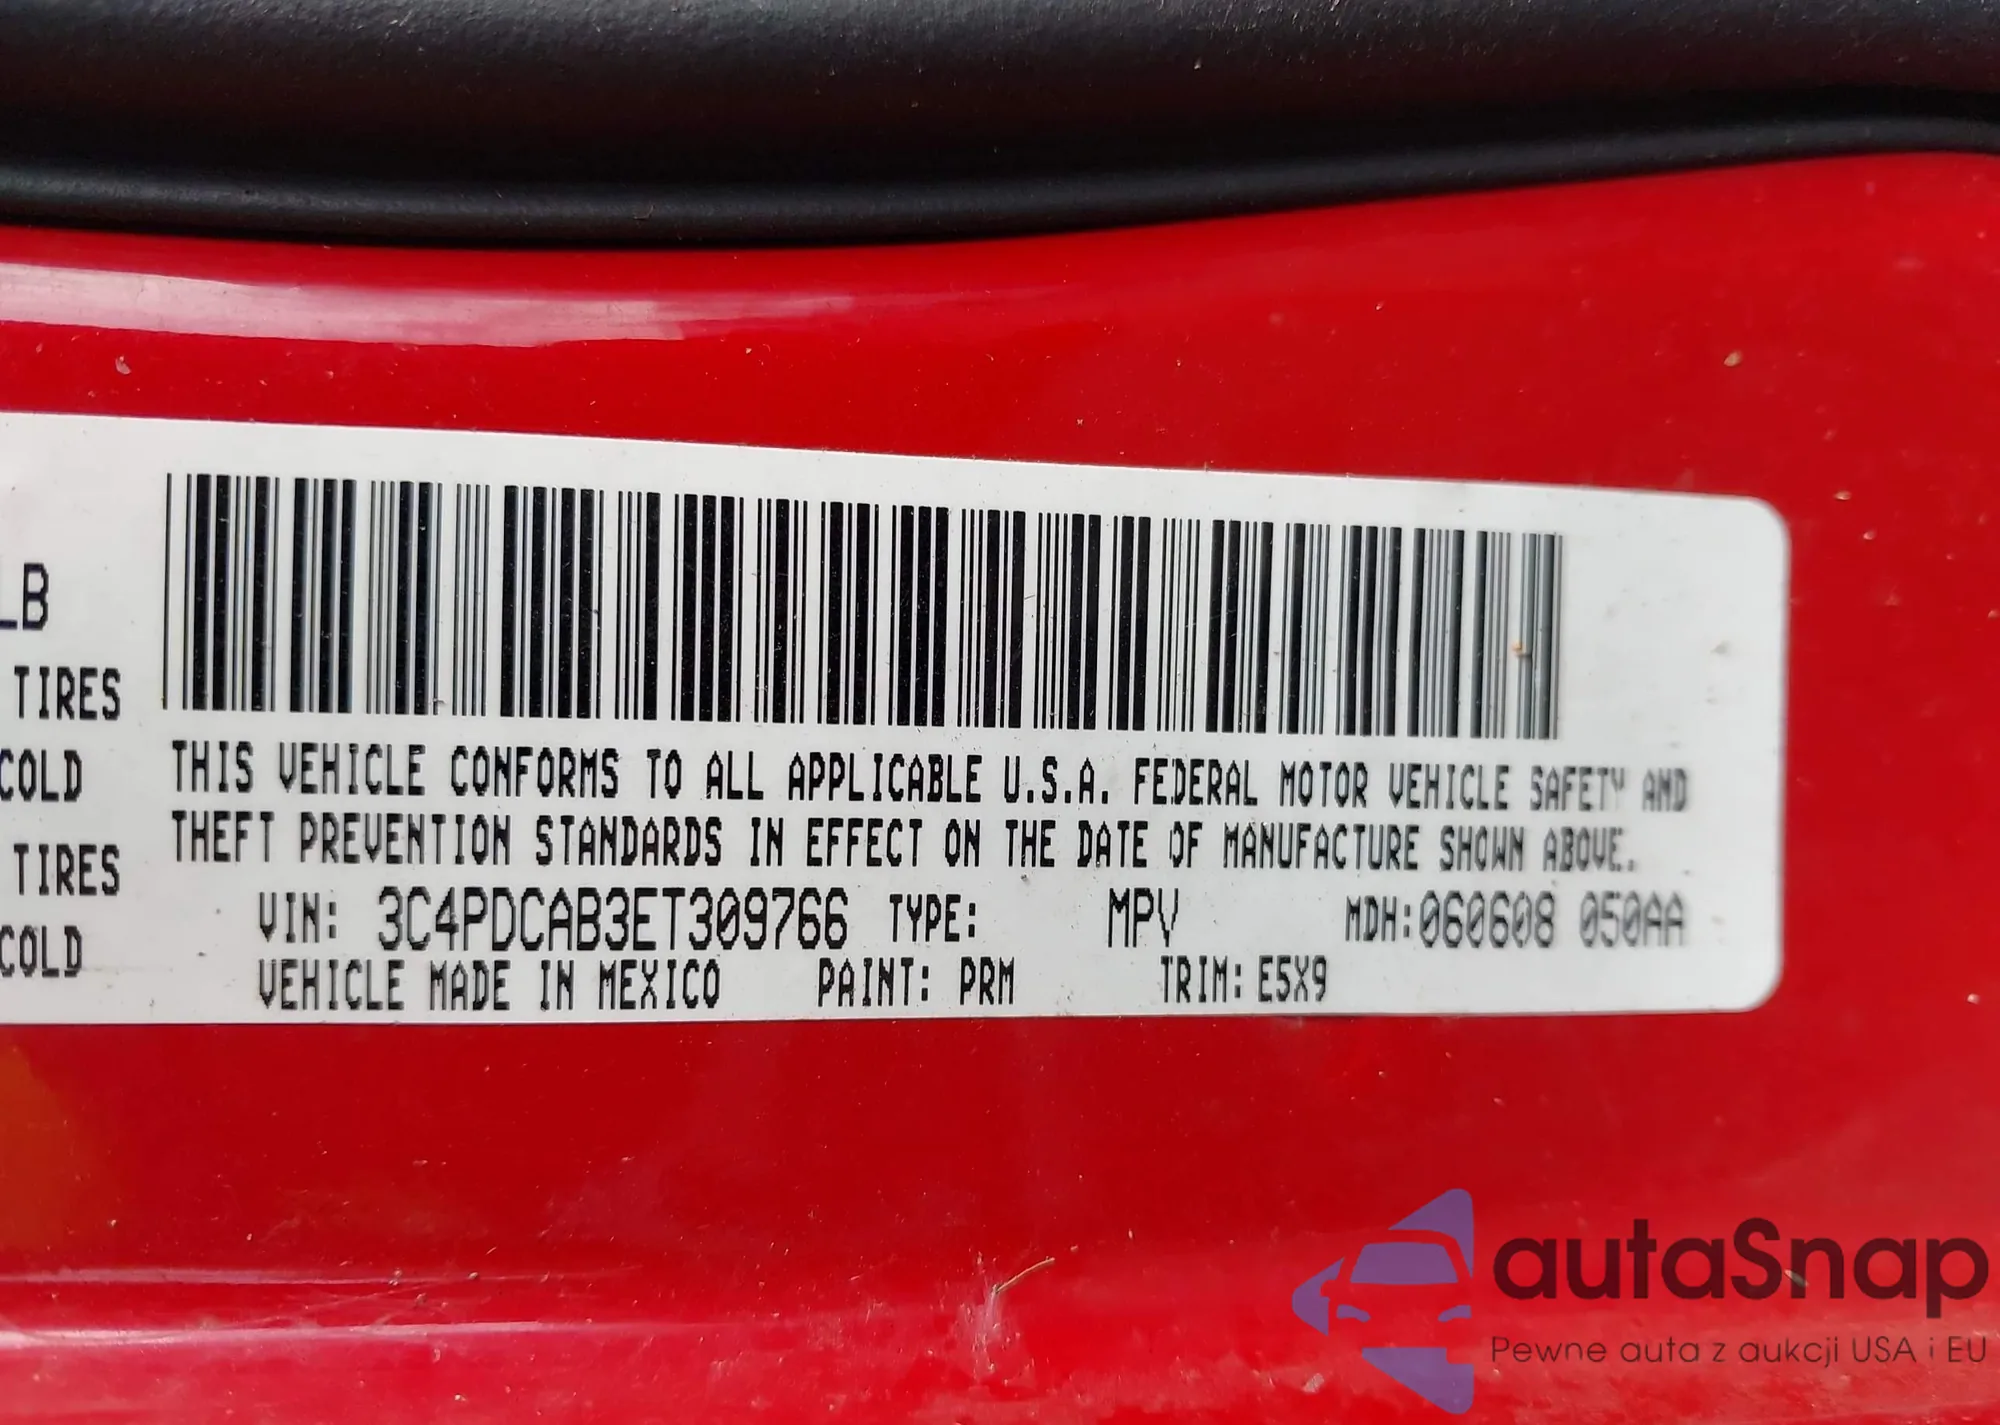 LB
TIRES
COLD
TIRES
COLD
THIS VEHICLE CONFORMS TO ALL APPLICABLE U.S.A. FEDERAL MOTOR VEHICLE SAFETY AND
THEFT PREVENTION STANDARDS IN EFFECT ON THE DATE OF MANUFACTURE SHOWN ABOVE.
VIN: 3C4PDCAB3ET309766 TYPE: MPV MDH:060608 050AA
VEHICLE MADE IN MEXICO PAINT: PRM TRIM: E5X9
autaSnap
Pewne auta z aukcji USA i EU